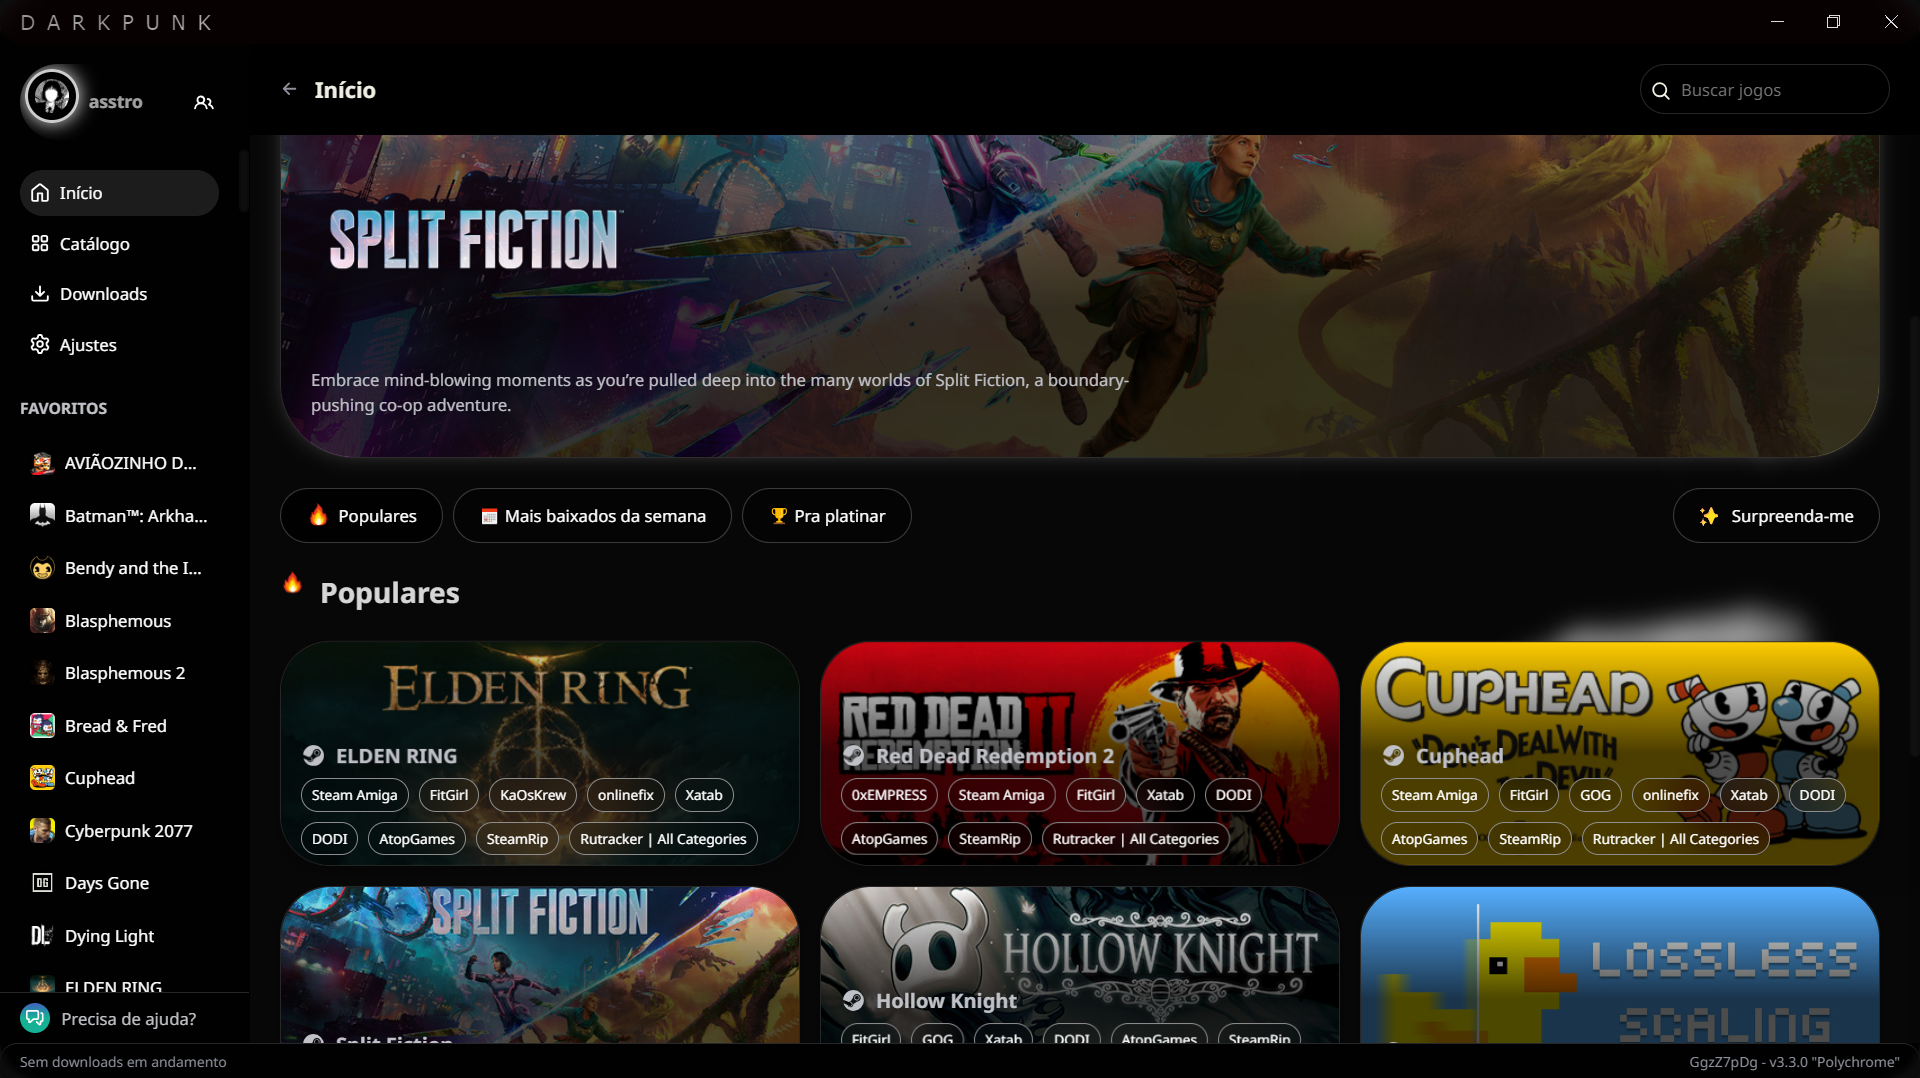 DARKPUNK
asstro
Início
Catálogo
Downloads
Ajustes
FAVORITOS
AVIÃOZINHO D...
Batman™: Arkha...
Bendy and the I...
Blasphemous
Blasphemous 2
Bread & Fred
Cuphead
Cyberpunk 2077
Days Gone
Dying Light
ELDEN RING
Precisa de ajuda?
Sem downloads em andamento
Início
Buscar jogos
SPLIT FICTION
Embrace mind-blowing moments as you’re pulled deep into the many worlds of Split Fiction, a boundary-
pushing co-op adventure.
Populares
Mais baixados da semana
Pra platinar
Surpreenda-me
Populares
ELDEN RING
ELDEN RING
Steam Amiga FitGirl KaOsKrew onlinefix Xatab
DODI AtopGames SteamRip Rutracker | All Categories
RED DEAD
REDEMPTION II
Red Dead Redemption 2
0xEMPRESS Steam Amiga FitGirl Xatab DODI
AtopGames SteamRip Rutracker | All Categories
CUPHEAD
"DON'T DEAL WITH
THE DEVIL"
Cuphead
Steam Amiga FitGirl GOG onlinefix Xatab DODI
AtopGames SteamRip Rutracker | All Categories
SPLIT FICTION
Split Fiction
HOLLOW KNIGHT
Hollow Knight
FitGirl GOG Xatab DODI AtopGames SteamRip
LOSSLESS
SCALING
GgzZ7pDg - v3.3.0 "Polychrome"